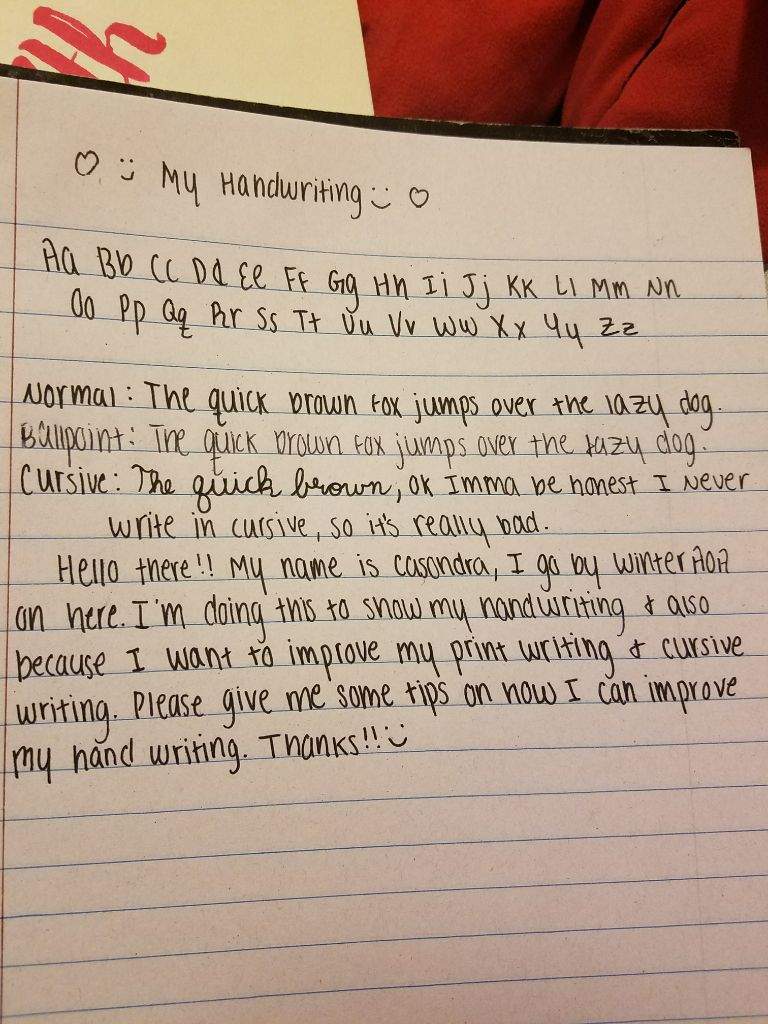 ♡ :) My Handwriting :) ♡
Aa Bb Cc Dd Ee Ff Gg Hh Ii Jj Kk Ll Mm Nn
Oo Pp Qq Rr Ss Tt Uu Vv Ww Xx Yy Zz
Normal: The quick brown fox jumps over the lazy dog.
Ballpoint: The quick brown fox jumps over the lazy dog.
Cursive: The quick brown, ok Imma be honest I never
write in cursive, so it's really bad.
Hello there!! My name is Casondra, I go by WinterAOA
on here. I'm doing this to show my handwriting & also
because I want to improve my print writing & cursive
writing. Please give me some tips on how I can improve
my hand writing. Thanks!! :)